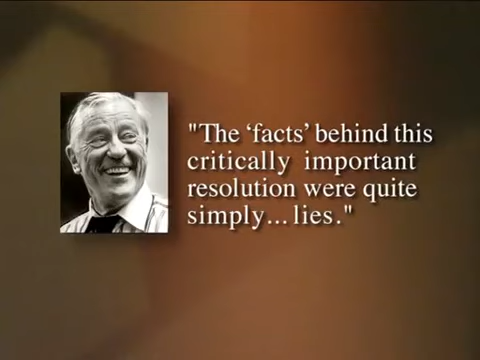 "The ‘facts’ behind this
critically important
resolution were quite
simply... lies."